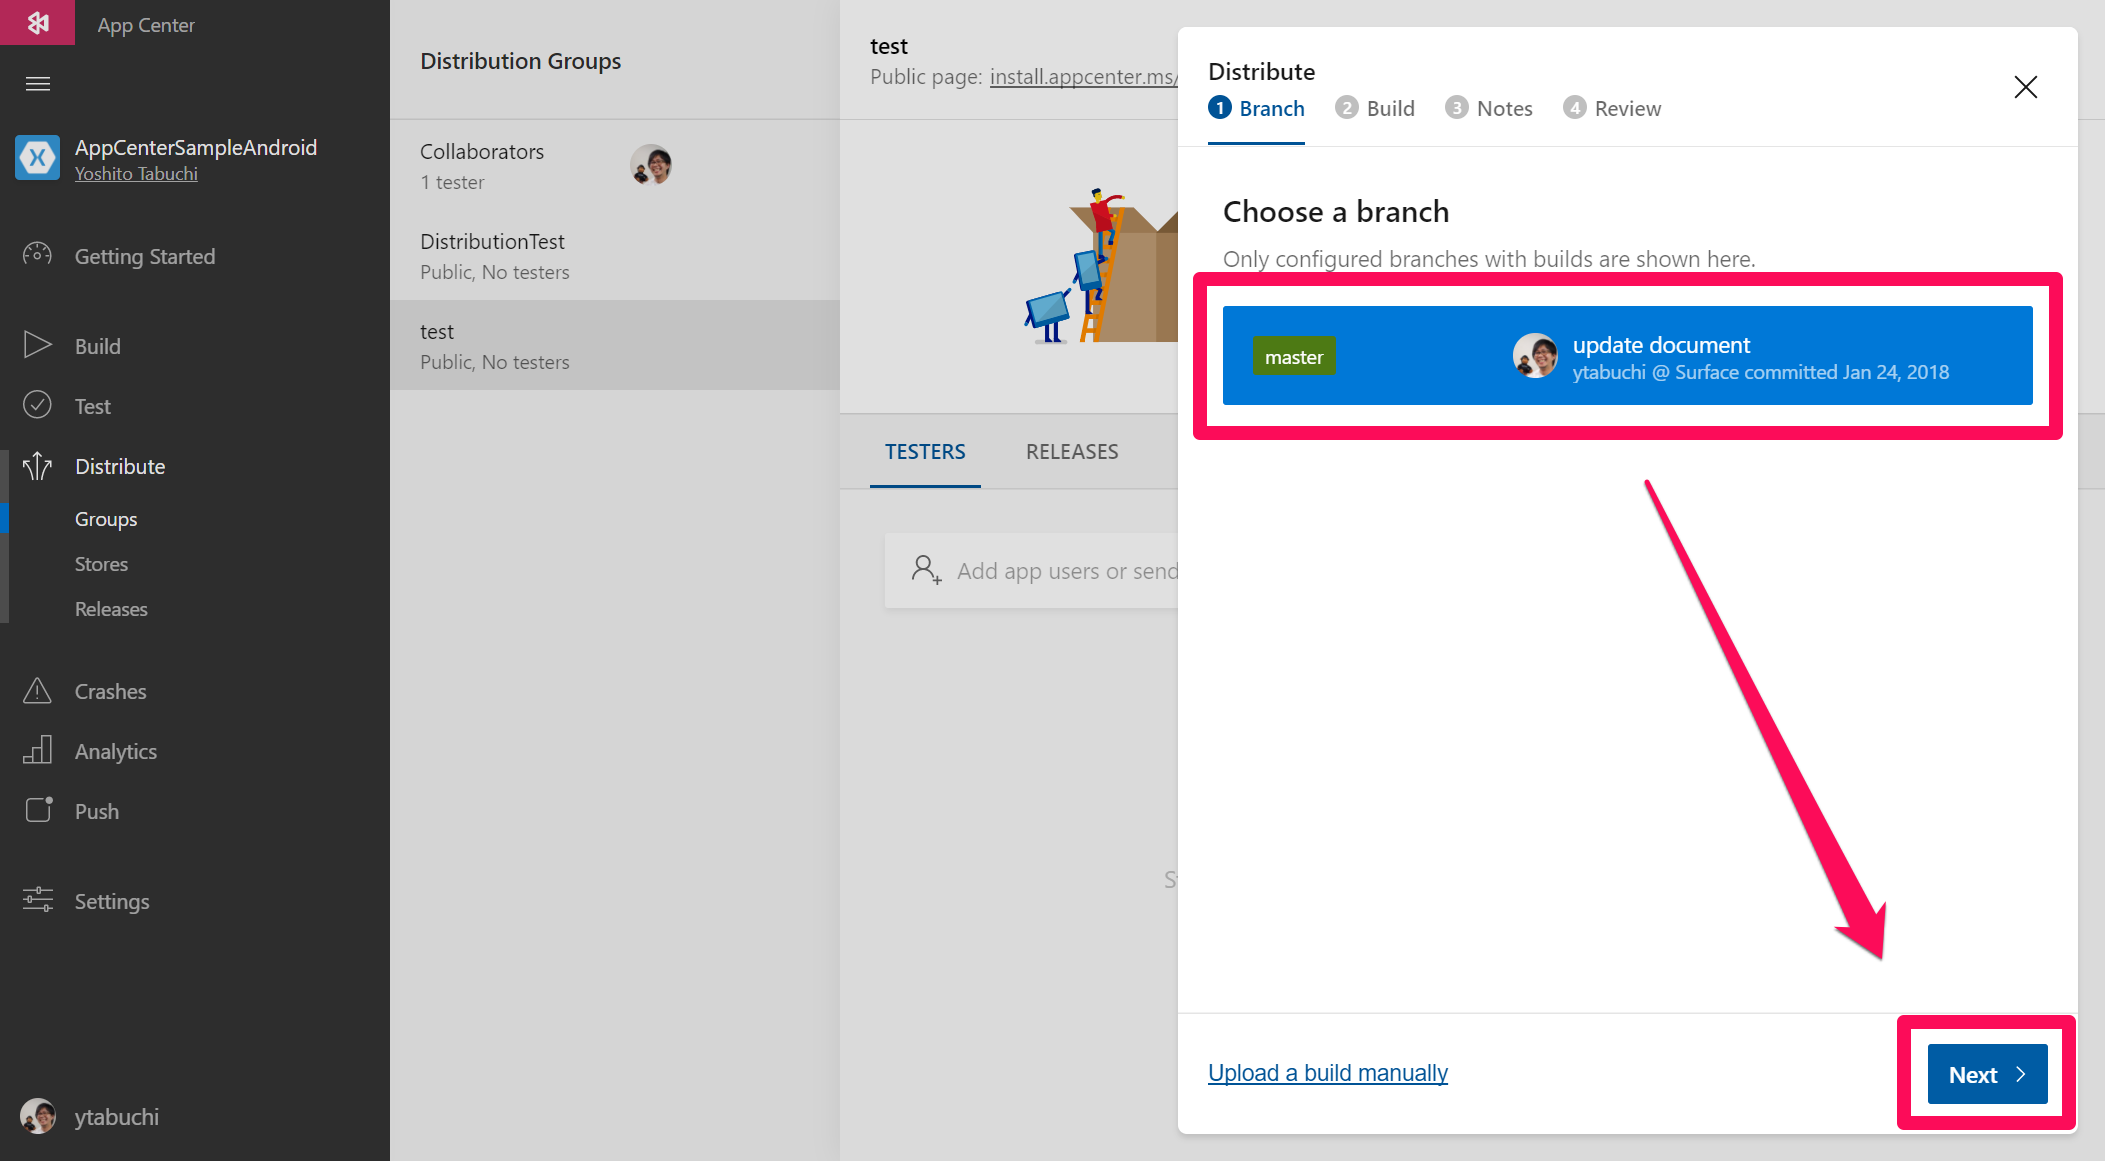 App Center
AppCenterSampleAndroid
Yoshito Tabuchi
Getting Started
Build
Test
Distribute
Groups
Stores
Releases
Crashes
Analytics
Push
Settings
ytabuchi
Distribution Groups
Collaborators
1 tester
DistributionTest
Public, No testers
test
Public, No testers
test
Public page: install.appcenter.ms/
TESTERS
RELEASES
Add app users or send
Distribute
1 Branch
2 Build
3 Notes
4 Review
Choose a branch
Only configured branches with builds are shown here.
master
update document
ytabuchi @ Surface committed Jan 24, 2018
Upload a build manually
Next